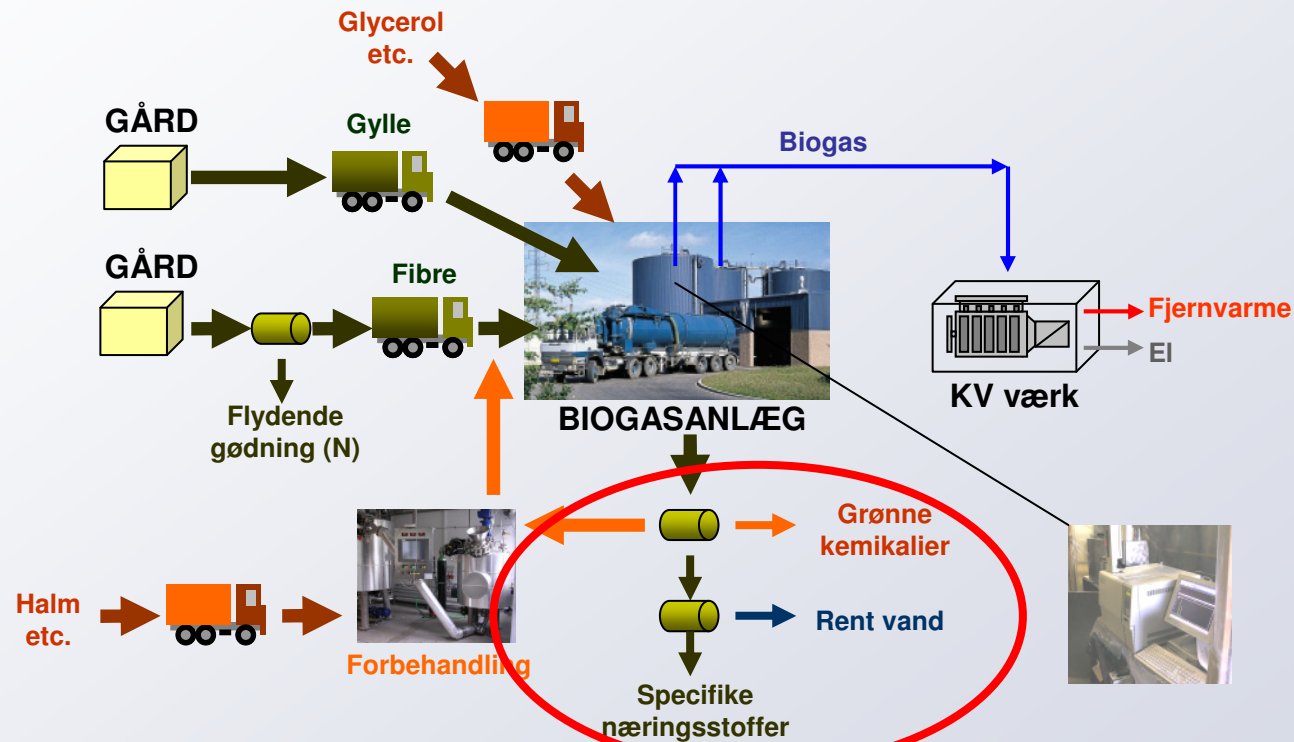 Glycerol
etc.
GÅRD
Gylle
Biogas
GÅRD
Fibre
Fjernvarme
El
KV værk
BIOGASANLÆG
Flydende
gødning (N)
Grønne
kemikalier
Halm
etc.
Rent vand
Forbehandling
Specifike
næringsstoffer